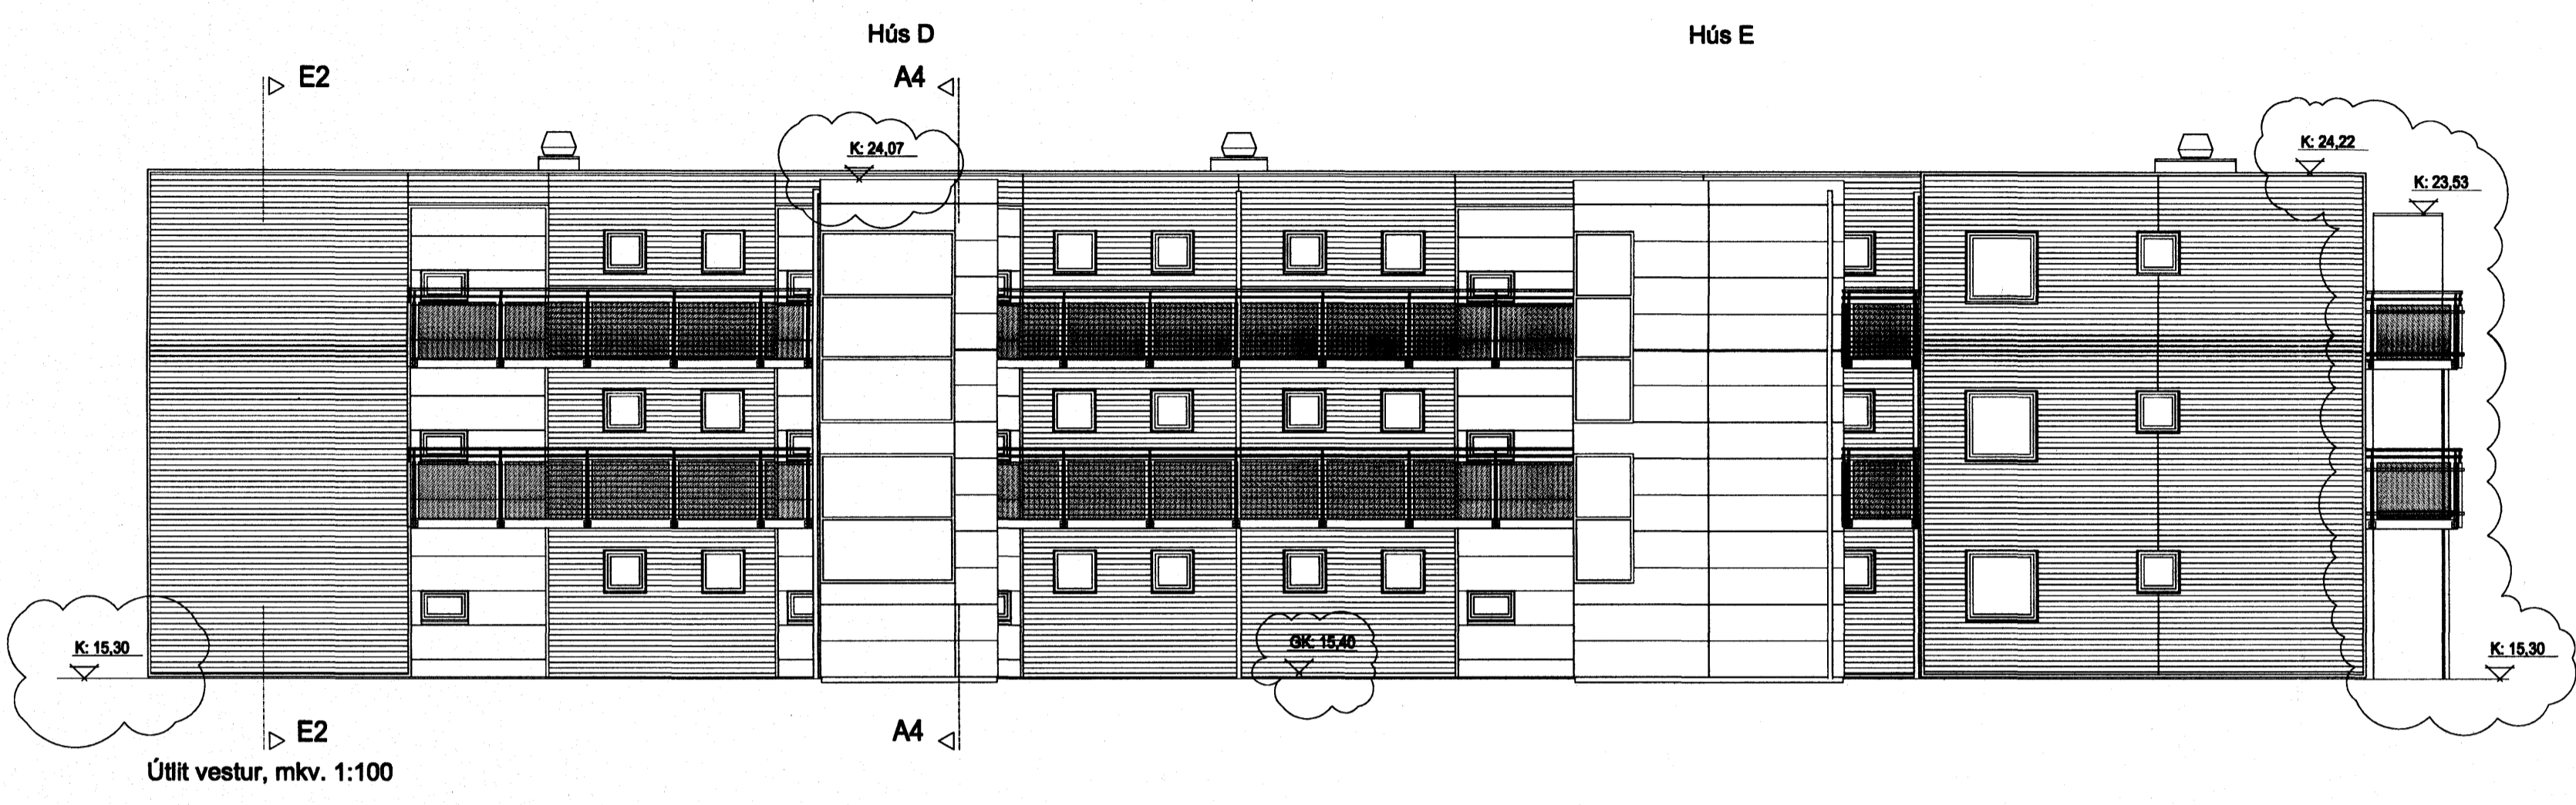 Hús D
Hús E
E2
A4
K: 24,07
K: 24,22
K: 23,53
K: 15,30
GK: 15,40
K: 15,30
E2
A4
Útlit vestur, mkv. 1:100